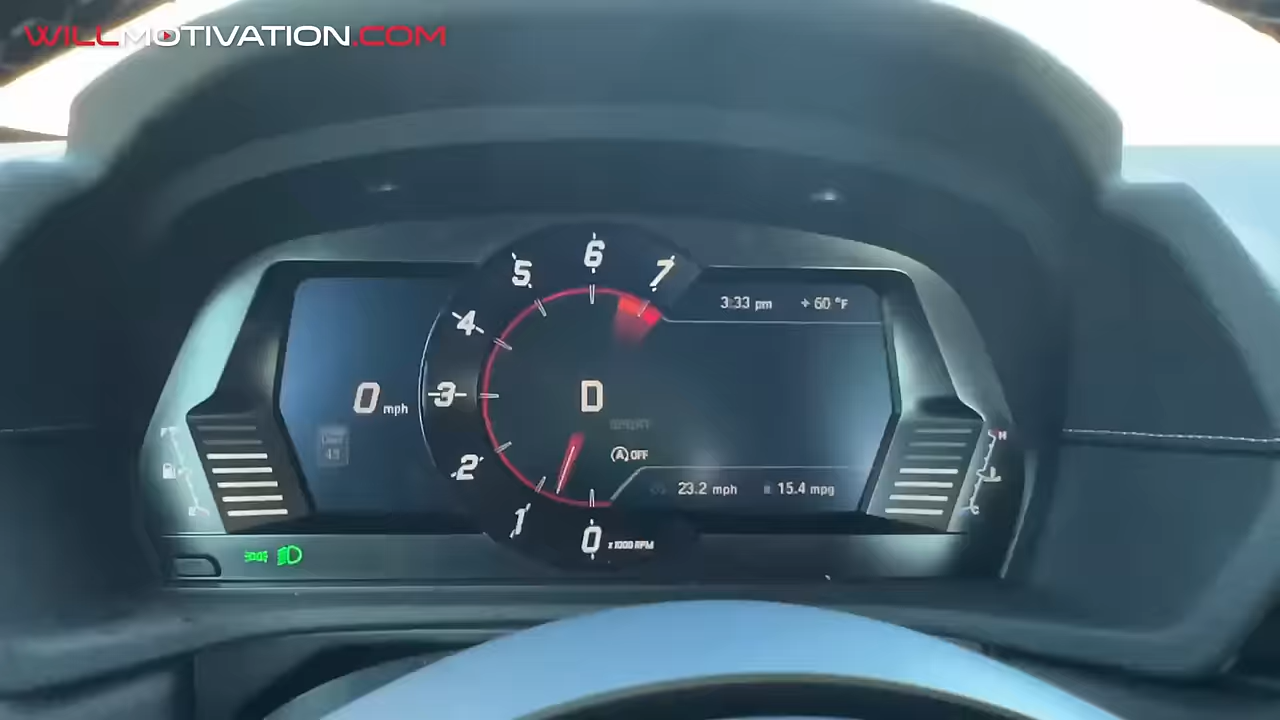 WILLMOTIVATION.COM
6
5
7
3:33 pm
+ 60 °F
4
0 mph
3
D
SPORT
2
A OFF
23.2 mph
15.4 mpg
1
0 x 1000 RPM
H